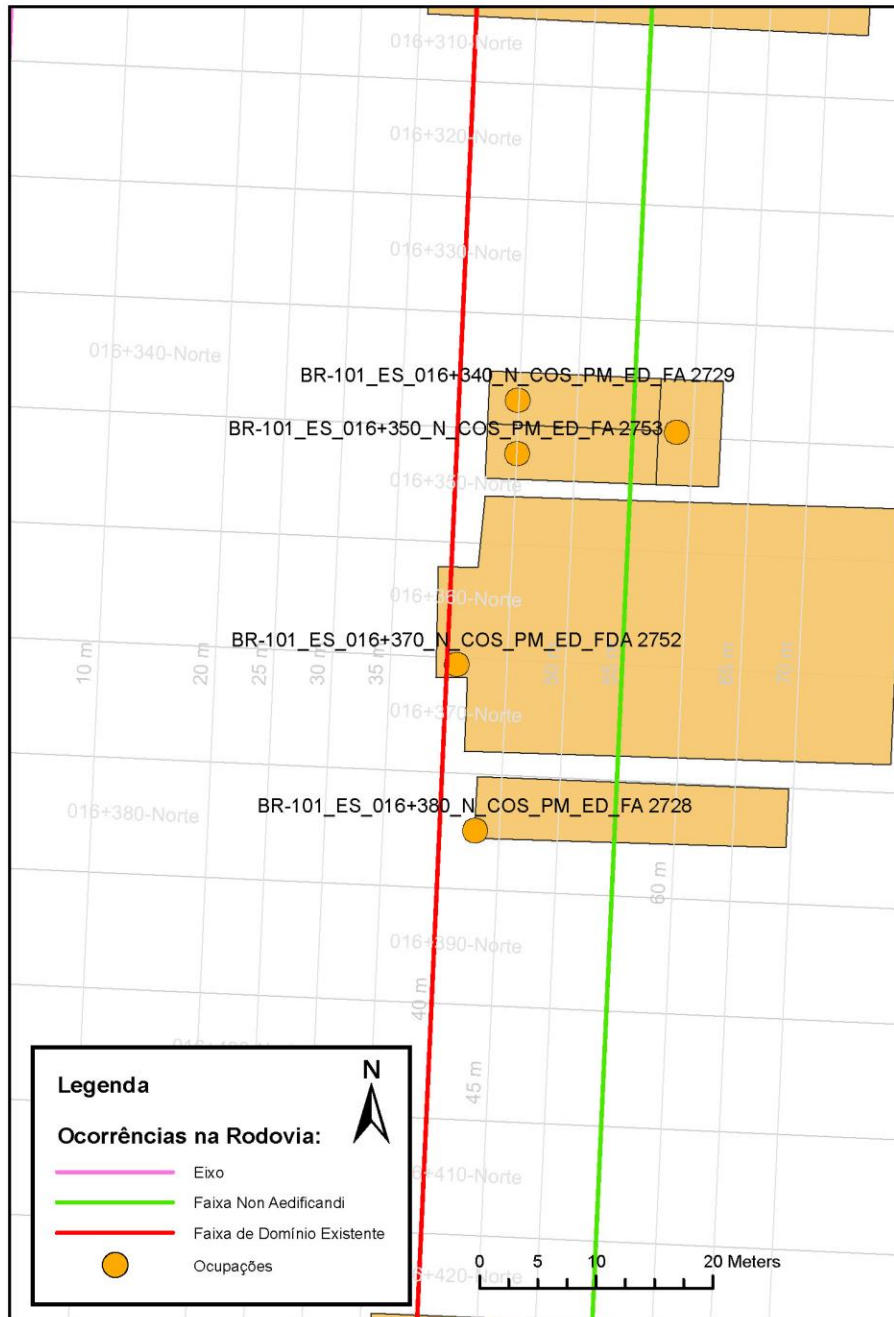 016+310-Norte
016+320-Norte
016+330-Norte
016+340-Norte
BR-101_ES_016+340_N_COS_PM_ED_FA 2729
BR-101_ES_016+350_N_COS_PM_ED_FA 2753
016+350-Norte
016+360-Norte
BR-101_ES_016+370_N_COS_PM_ED_FDA 2752
10 m
20 m
25 m
30 m
35 m
016+370-Norte
BR-101_ES_016+380_N_COS_PM_ED_FA 2728
016+380-Norte
60 m
016+390-Norte
40 m
45 m
6+410-Norte
6+420-Norte
Legenda
N
Ocorrências na Rodovia:
Eixo
Faixa Non Aedificandi
Faixa de Domínio Existente
Ocupações
0 5 10 20 Meters